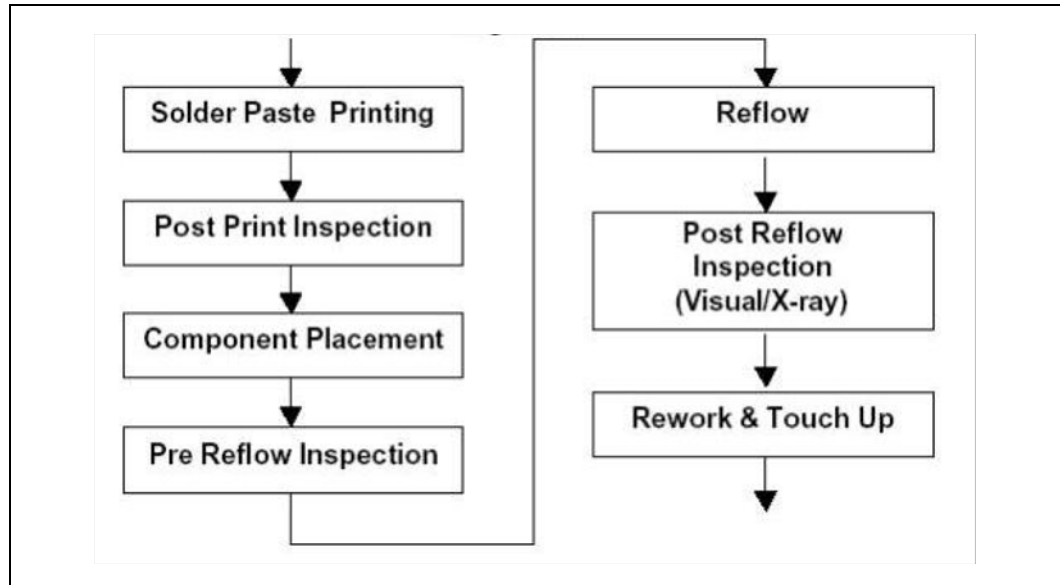 Solder Paste Printing
Post Print Inspection
Component Placement
Pre Reflow Inspection
Reflow
Post Reflow
Inspection
(Visual/X-ray)
Rework & Touch Up